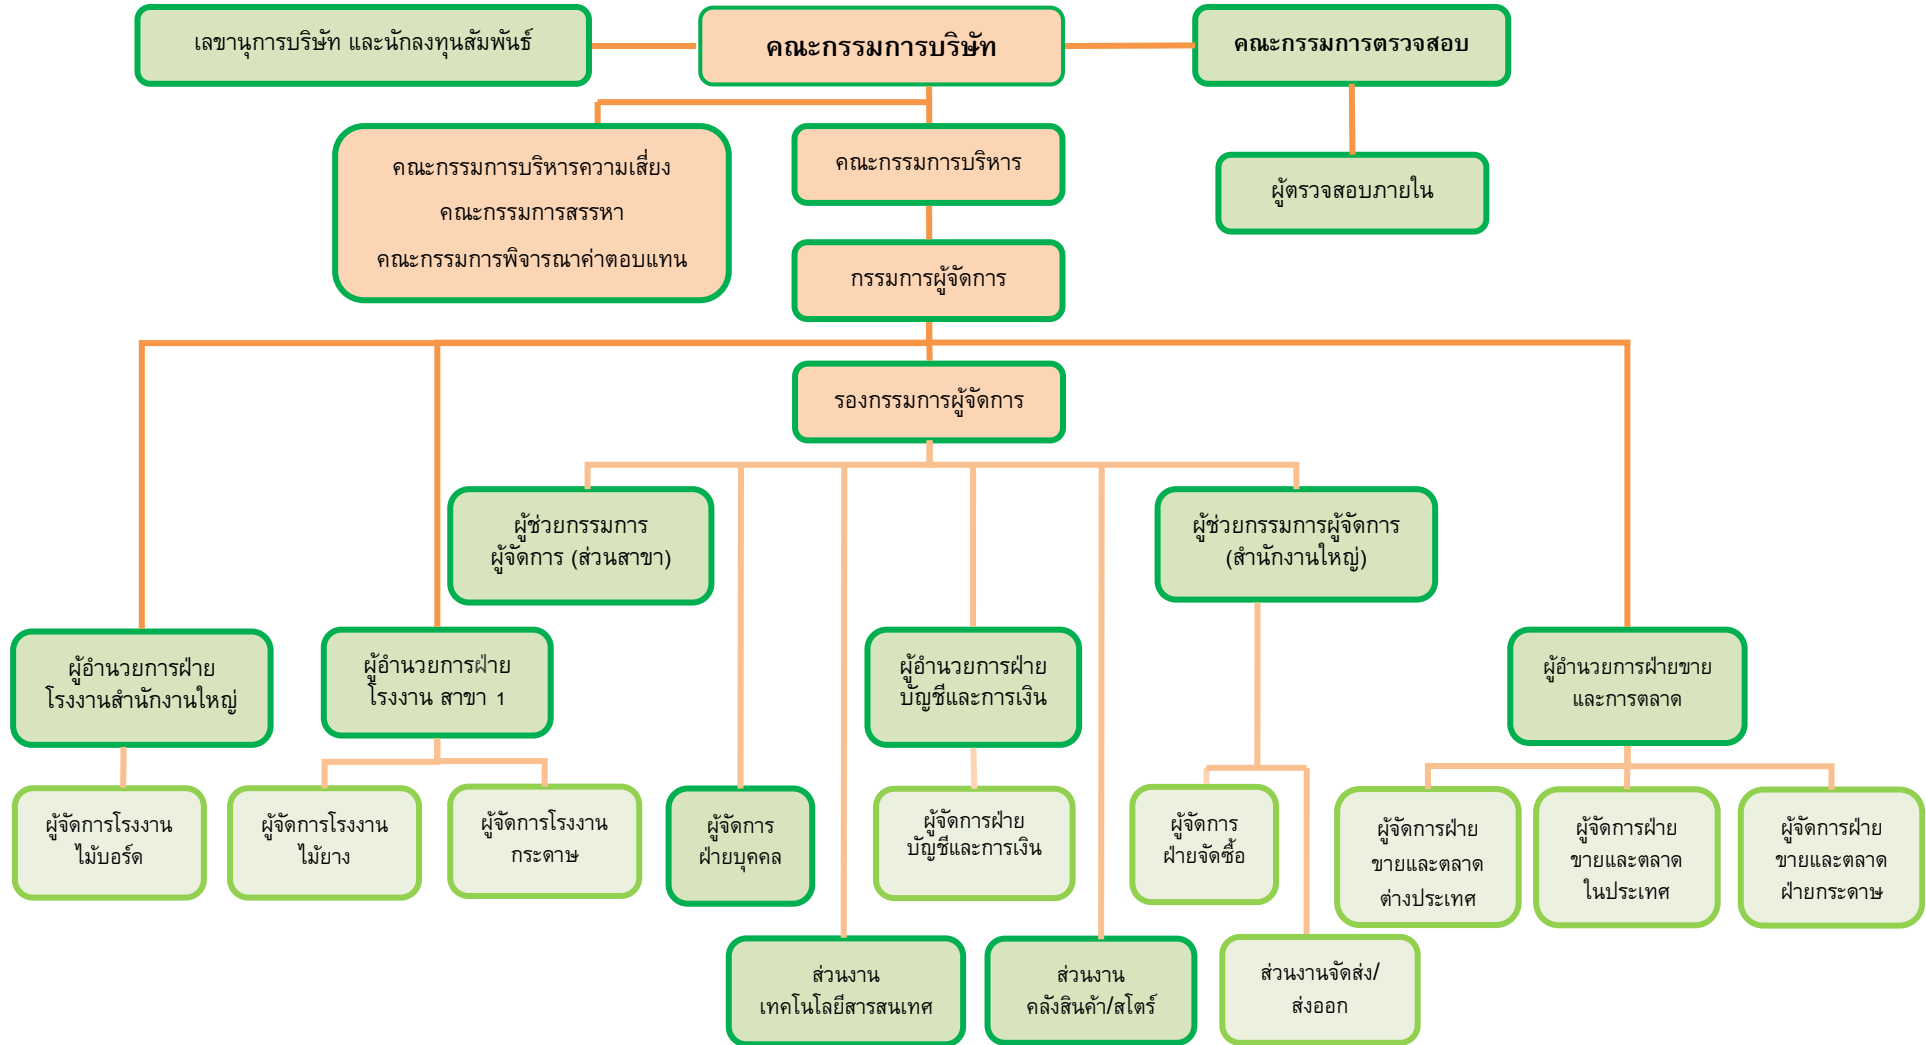 เลขานุการบริษัท และนักลงทุนสัมพันธ์
คณะกรรมการบริษัท
คณะกรรมการตรวจสอบ
คณะกรรมการบริหารความเสี่ยง
คณะกรรมการสรรหา
คณะกรรมการพิจารณาค่าตอบแทน
คณะกรรมการบริหาร
ผู้ตรวจสอบภายใน
กรรมการผู้จัดการ
รองกรรมการผู้จัดการ
ผู้ช่วยกรรมการ
ผู้จัดการ (ส่วนสาขา)
ผู้ช่วยกรรมการผู้จัดการ
(สำนักงานใหญ่)
ผู้อำนวยการฝ่าย
โรงงานสำนักงานใหญ่
ผู้อำนวยการฝ่าย
โรงงาน สาขา 1
ผู้อำนวยการฝ่าย
บัญชีและการเงิน
ผู้อำนวยการฝ่ายขาย
และการตลาด
ผู้จัดการโรงงาน
ไม้บอร์ด
ผู้จัดการโรงงาน
ไม้ยาง
ผู้จัดการโรงงาน
กระดาษ
ผู้จัดการ
ฝ่ายบุคคล
ผู้จัดการฝ่าย
บัญชีและการเงิน
ผู้จัดการ
ฝ่ายจัดซื้อ
ผู้จัดการฝ่าย
ขายและตลาด
ต่างประเทศ
ผู้จัดการฝ่าย
ขายและตลาด
ในประเทศ
ผู้จัดการฝ่าย
ขายและตลาด
ฝ่ายกระดาษ
ส่วนงาน
เทคโนโลยีสารสนเทศ
ส่วนงาน
คลังสินค้า/สโตร์
ส่วนงานจัดส่ง/
ส่งออก